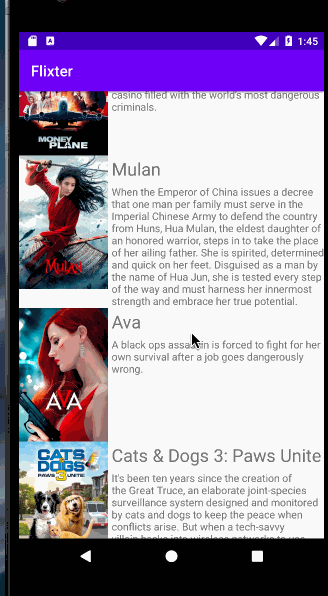 1:45
Flixter
casino filled with the world's most dangerous
criminals.
MONEY
PLANE
Mulan
When the Emperor of China issues a decree
that one man per family must serve in the
Imperial Chinese Army to defend the country
from Huns, Hua Mulan, the eldest daughter of
an honored warrior, steps in to take the place
of her ailing father. She is spirited, determined
and quick on her feet. Disguised as a man by
the name of Hua Jun, she is tested every step
of the way and must harness her innermost
strength and embrace her true potential.
MULAN
Ava
A black ops assassin is forced to fight for her
own survival after a job goes dangerously
wrong.
AVA
Cats & Dogs 3: Paws Unite
It's been ten years since the creation of
the Great Truce, an elaborate joint-species
surveillance system designed and monitored
by cats and dogs to keep the peace when
conflicts arise. But when a tech-savvy
villain hacks into wireless networks to use
CATS
DOGS
PAWS 3 UNITE